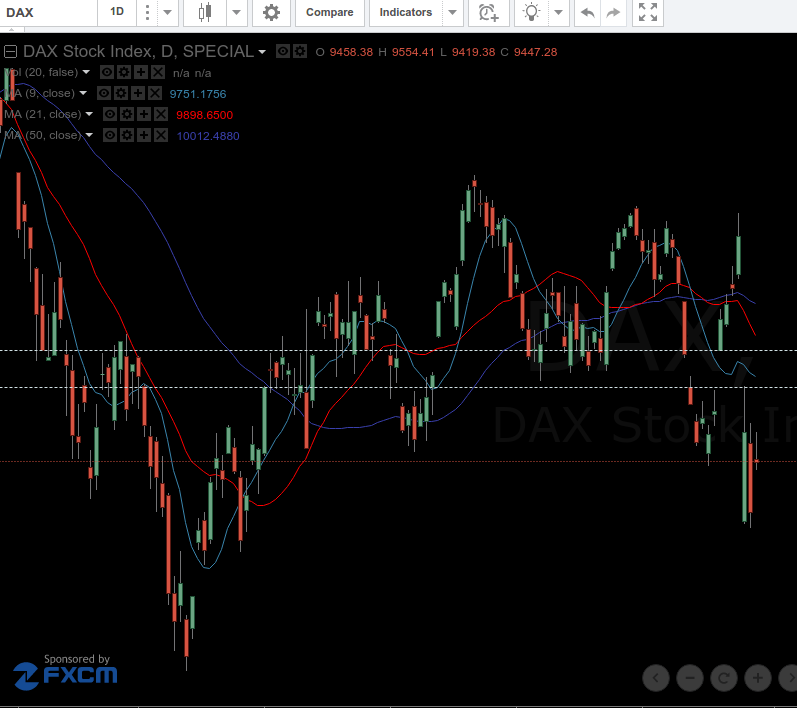 DAX 1D Compare Indicators
DAX Stock Index, D, SPECIAL O 9458.38 H 9554.41 L 9419.38 C 9447.28
Vol (20, false) n/a n/a
MA (9, close) 9751.1756
MA (21, close) 9898.6500
MA (50, close) 10012.4880
DAX,
DAX Stock In
Sponsored by
FXCM